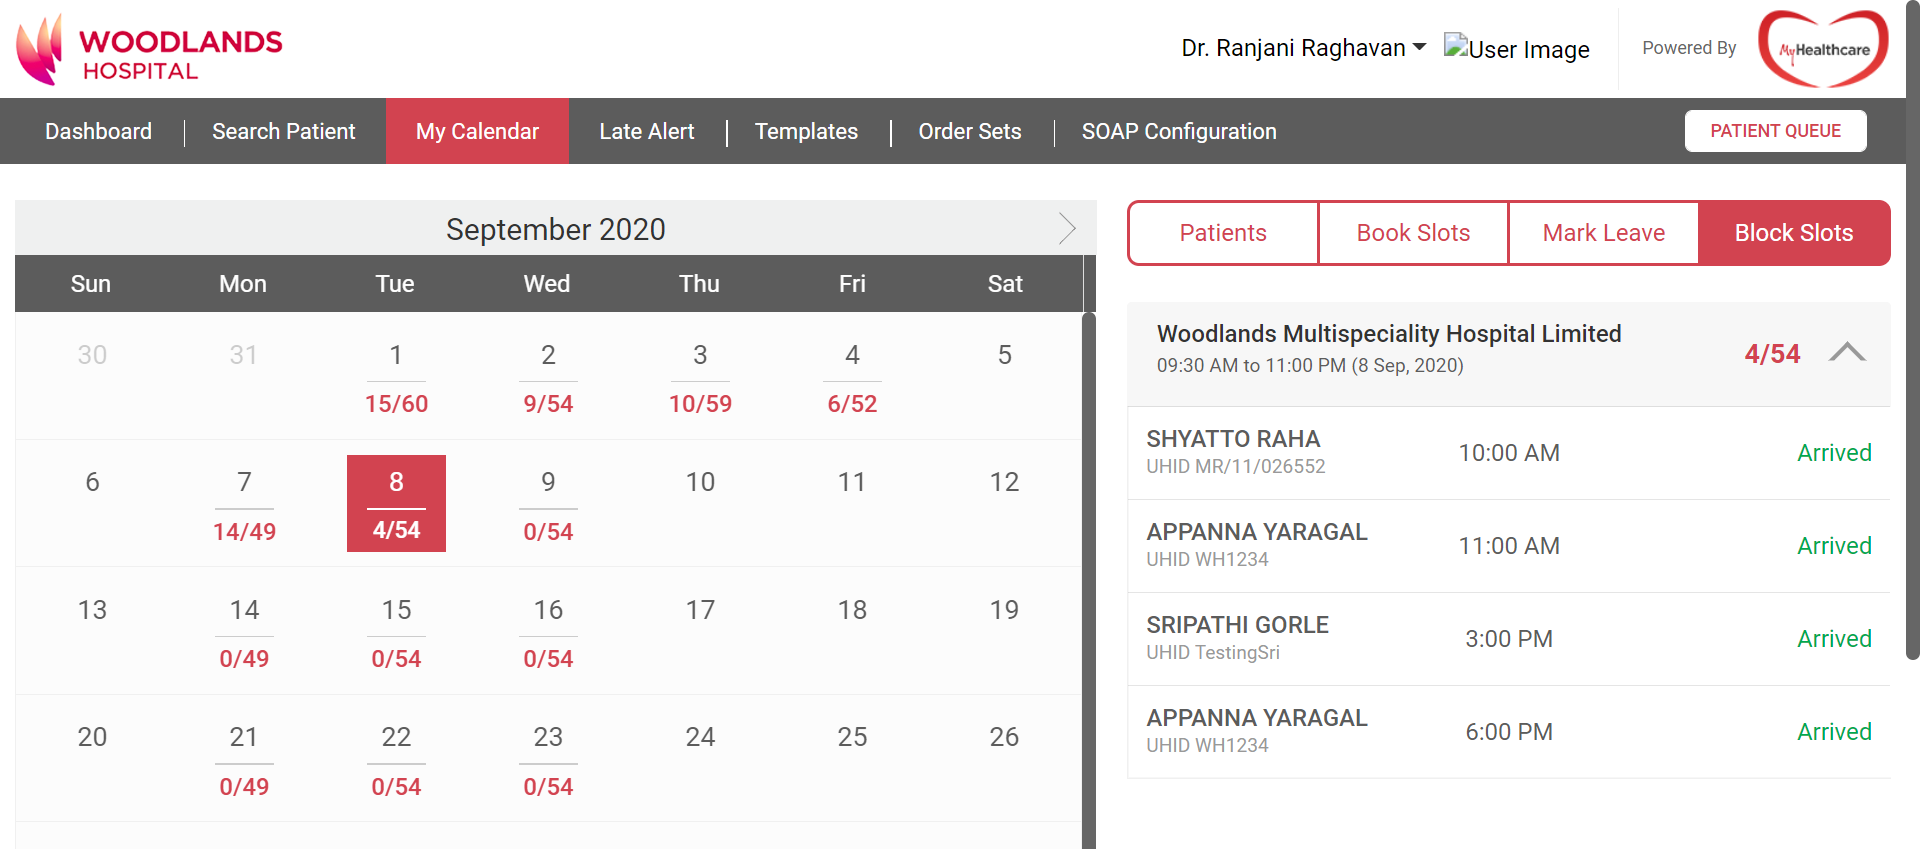 WOODLANDS
HOSPITAL
Dr. Ranjani Raghavan
User Image
Powered By
MyHealthcare
Dashboard
Search Patient
My Calendar
Late Alert
Templates
Order Sets
SOAP Configuration
PATIENT QUEUE
September 2020
Sun Mon Tue Wed Thu Fri Sat
30 31 1 2 3 4 5
15/60 9/54 10/59 6/52
6 7 8 9 10 11 12
14/49 4/54 0/54
13 14 15 16 17 18 19
0/49 0/54 0/54
20 21 22 23 24 25 26
0/49 0/54 0/54
Patients
Book Slots
Mark Leave
Block Slots
Woodlands Multispeciality Hospital Limited
09:30 AM to 11:00 PM (8 Sep, 2020)
4/54
SHYATTO RAHA
UHID MR/11/026552
10:00 AM
Arrived
APPANNA YARAGAL
UHID WH1234
11:00 AM
Arrived
SRIPATHI GORLE
UHID TestingSri
3:00 PM
Arrived
APPANNA YARAGAL
UHID WH1234
6:00 PM
Arrived